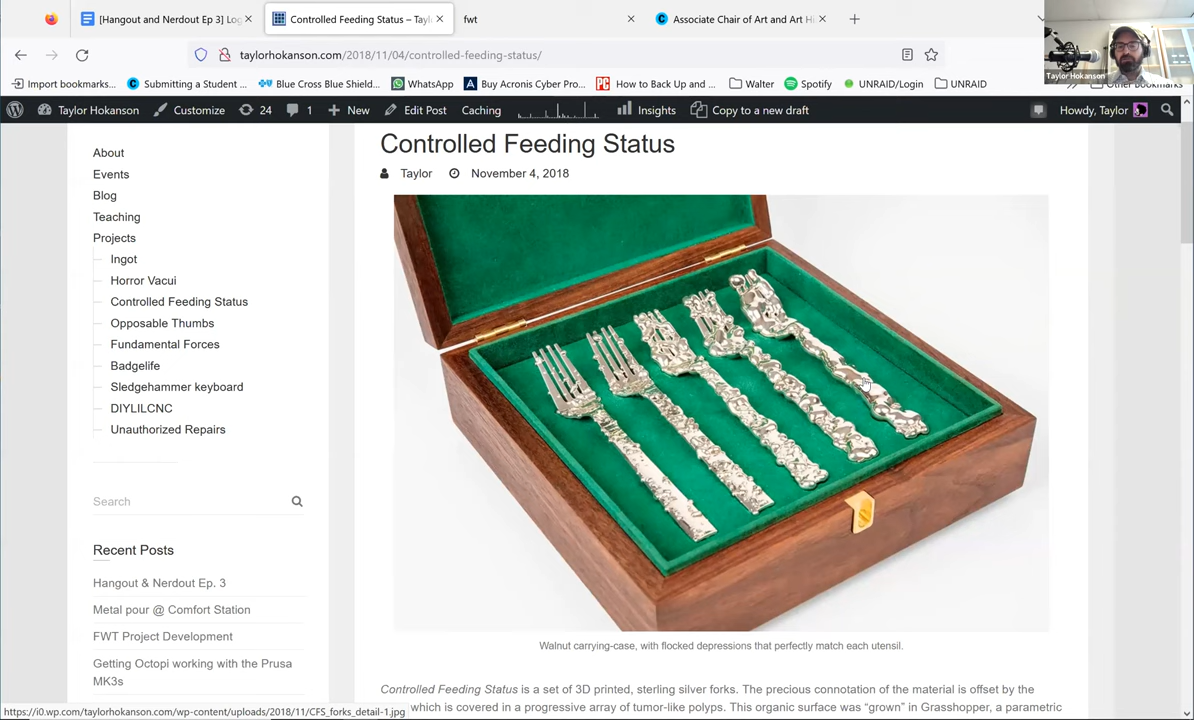 [Hangout and Nerdout Ep 3] Log
Controlled Feeding Status – Tayl
fwt
Associate Chair of Art and Art Hi
taylorhokanson.com/2018/11/04/controlled-feeding-status/
Import bookmarks...
Submitting a Student ...
Blue Cross Blue Shield...
WhatsApp
Buy Acronis Cyber Pro...
How to Back Up and ...
Walter
Spotify
UNRAID/Login
UNRAID
Other bookmarks
Taylor Hokanson
Taylor Hokanson
Customize
24
1
New
Edit Post
Caching
Insights
Copy to a new draft
Howdy, Taylor
About
Events
Blog
Teaching
Projects
Ingot
Horror Vacui
Controlled Feeding Status
Opposable Thumbs
Fundamental Forces
Badgelife
Sledgehammer keyboard
DIYLILCNC
Unauthorized Repairs
Search
Recent Posts
Hangout & Nerdout Ep. 3
Metal pour @ Comfort Station
FWT Project Development
Getting Octopi working with the Prusa
MK3s
Controlled Feeding Status
Taylor November 4, 2018
Walnut carrying-case, with flocked depressions that perfectly match each utensil.
Controlled Feeding Status is a set of 3D printed, sterling silver forks. The precious connotation of the material is offset by the
which is covered in a progressive array of tumor-like polyps. This organic surface was “grown” in Grasshopper, a parametric
https://i0.wp.com/taylorhokanson.com/wp-content/uploads/2018/11/CFS_forks_detail-1.jpg